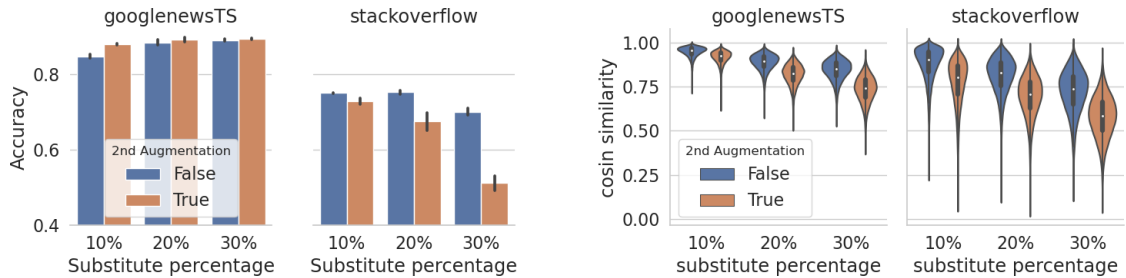 googlenewsTS
stackoverflow
Accuracy
0.8
0.6
0.4
2nd Augmentation
False
True
10% 20% 30%
Substitute percentage
10% 20% 30%
Substitute percentage
googlenewsTS
stackoverflow
cosin similarity
1.00
0.75
0.50
0.25
0.00
2nd Augmentation
False
True
10% 20% 30%
substitute percentage
10% 20% 30%
substitute percentage